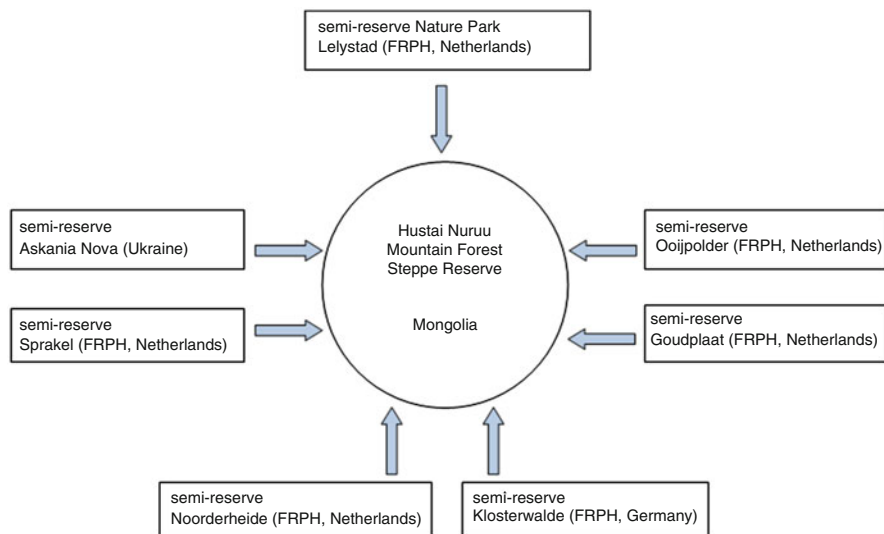 semi-reserve Nature Park
Lelystad (FRPH, Netherlands)
semi-reserve
Askania Nova (Ukraine)
Hustai Nuruu
Mountain Forest
Steppe Reserve
Mongolia
semi-reserve
Ooijpolder (FRPH, Netherlands)
semi-reserve
Sprakel (FRPH, Netherlands)
semi-reserve
Goudplaat (FRPH, Netherlands)
semi-reserve
Noorderheide (FRPH, Netherlands)
semi-reserve
Klosterwalde (FRPH, Germany)